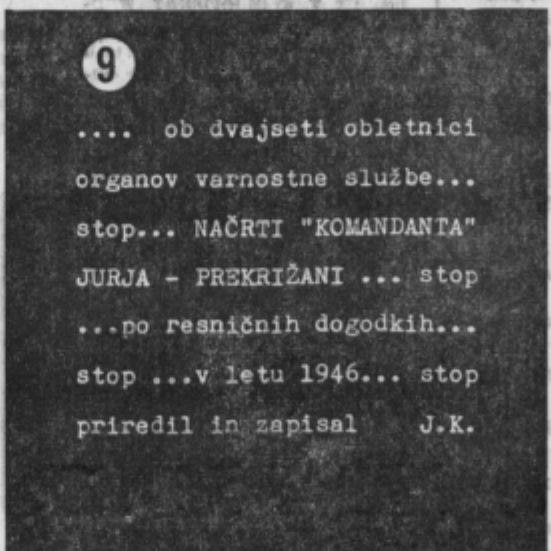 9
.... ob dvajseti obletnici
organov varnostne službe...
stop... NAČRTI "KOMANDANTA"
JURJA - PREKRIŽANI ... stop
...po resničnih dogodkih...
stop ...v letu 1946... stop
priredil in zapisal J.K.